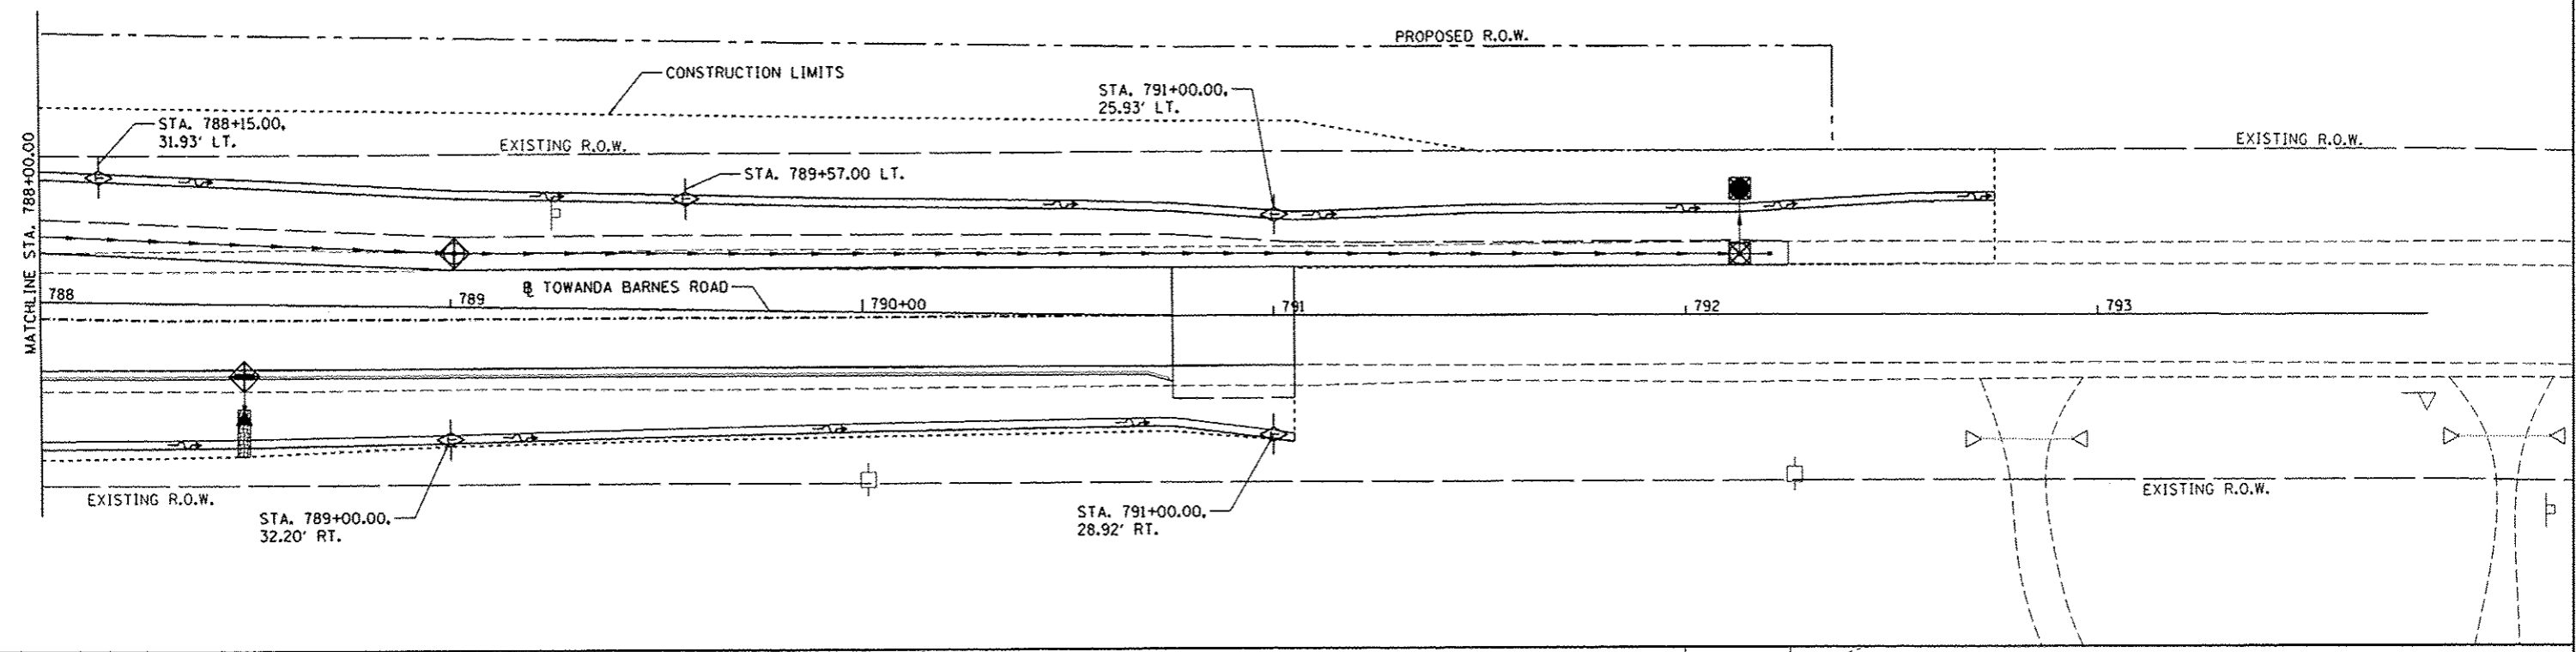 PROPOSED R.O.W.
CONSTRUCTION LIMITS
STA. 791+00.00,
25.93' LT.
STA. 788+15.00,
31.93' LT.
EXISTING R.O.W.
EXISTING R.O.W.
STA. 789+57.00 LT.
MATCHLINE STA. 788+00.00
℄ TOWANDA BARNES ROAD
788
789
790+00
791
792
793
EXISTING R.O.W.
EXISTING R.O.W.
STA. 789+00.00,
32.20' RT.
STA. 791+00.00,
28.92' RT.